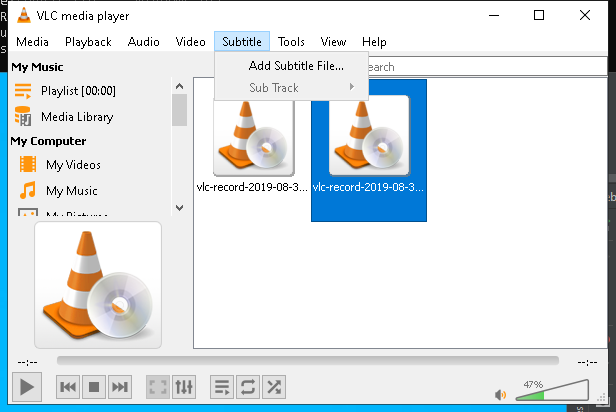 VLC media player
Media Playback Audio Video Subtitle Tools View Help
Add Subtitle File...
Sub Track
My Music
Playlist [00:00]
Media Library
My Computer
My Videos
My Music
vlc-record-2019-08-3... vlc-record-2019-08-3...
--:-- --:--
47%